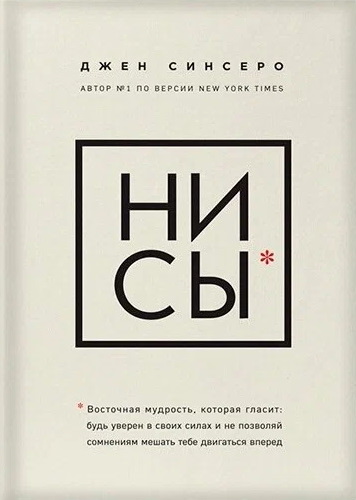 ДЖЕН СИНСЕРО
АВТОР №1 ПО ВЕРСИИ NEW YORK TIMES
НИ
СЫ*
* Восточная мудрость, которая гласит:
будь уверен в своих силах и не позволяй
сомнениям мешать тебе двигаться вперед